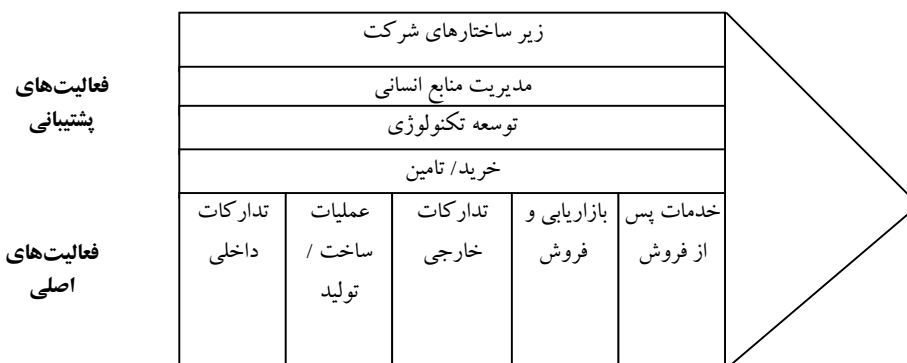 زیر ساختارهای شرکت
فعالیت‌های
پشتیبانی
مدیریت منابع انسانی
توسعه تکنولوژی
خرید/ تامین
فعالیت‌های
اصلی
تدارکات
داخلی
عملیات
ساخت /
تولید
تدارکات
خارجی
بازاریابی و
فروش
خدمات پس
از فروش